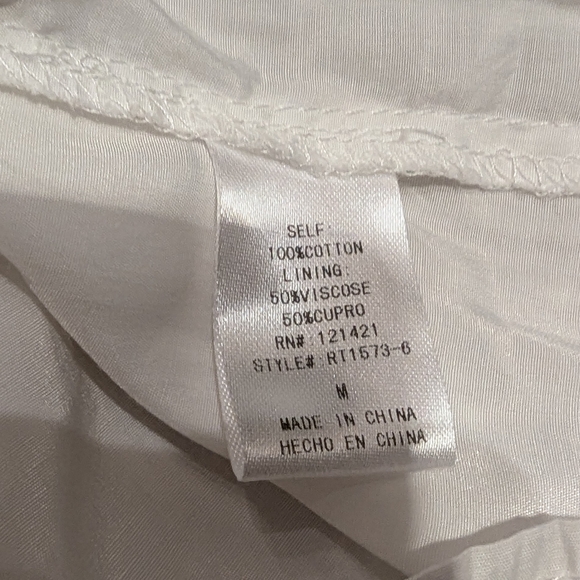 SELF:
100%COTTON
LINING:
50%VISCOSE
50%CUPRO
RN# 121421
STYLE# RT1573-6
M
MADE IN CHINA
HECHO EN CHINA